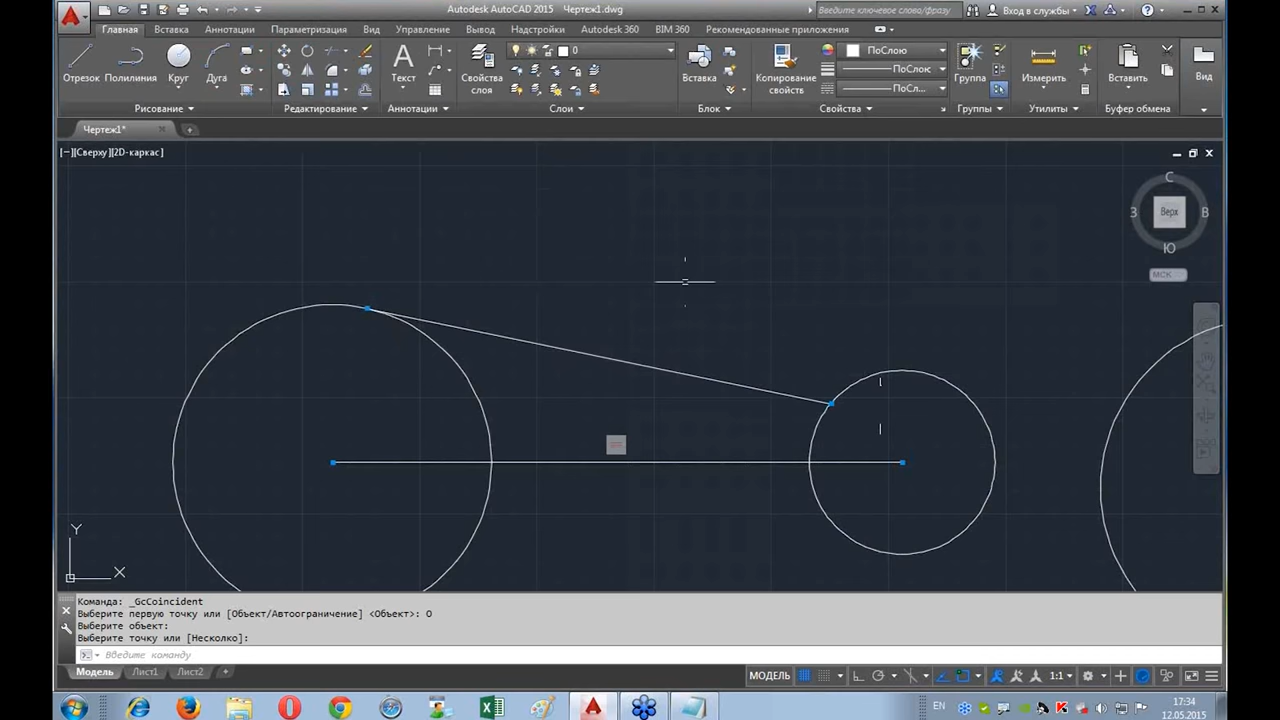 Autodesk AutoCAD 2015 Чертеж1.dwg
Введите ключевое слово/фразу
Вход в службы
Главная Вставка Аннотации Параметризация Вид Управление Вывод Надстройки Autodesk 360 BIM 360 Рекомендованные приложения
0
ПоСлою
ПоСлою
ПоСл...
Отрезок Полилиния Круг Дуга
Текст
Свойства слоя
Вставка
Копирование свойств
Группа
Измерить
Вставить
Вид
Рисование Редактирование Аннотации Слои Блок Свойства Группы Утилиты Буфер обмена
Чертеж1*
[−][Сверху][2D-каркас]
С
З Верх В
Ю
МСК
Y
X
Команда: _GcCoincident
Выберите первую точку или [Объект/Автоограничение] <Объект>: О
Выберите объект:
Выберите точку или [Несколко]:
Введите команду
Модель Лист1 Лист2
МОДЕЛЬ
1:1
EN
17:34
12.05.2015